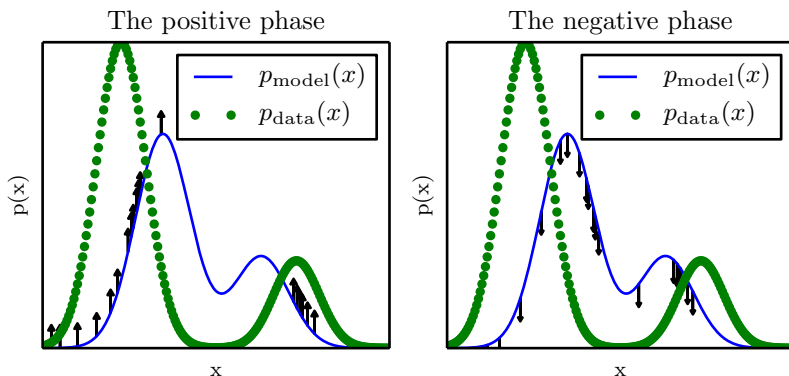 The positive phase
p_model(x)
p_data(x)
p(x)
x
The negative phase
p_model(x)
p_data(x)
p(x)
x